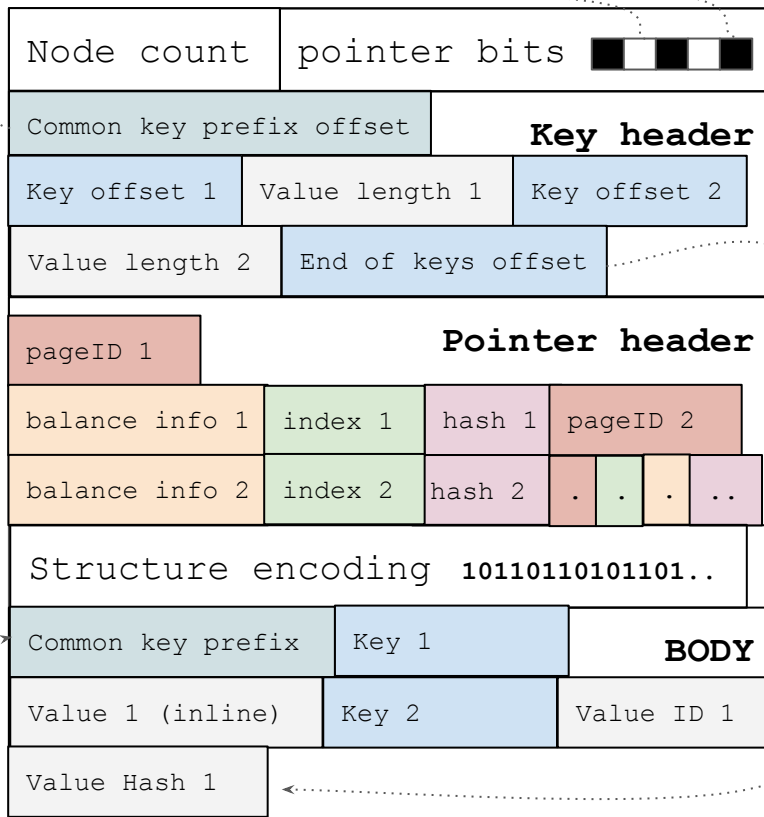 Node count pointer bits
Common key prefix offset Key header
Key offset 1 Value length 1 Key offset 2
Value length 2 End of keys offset
Pointer header
pageID 1
balance info 1 index 1 hash 1 pageID 2
balance info 2 index 2 hash 2 . . . ..
Structure encoding 10110110101101..
Common key prefix Key 1 BODY
Value 1 (inline) Key 2 Value ID 1
Value Hash 1